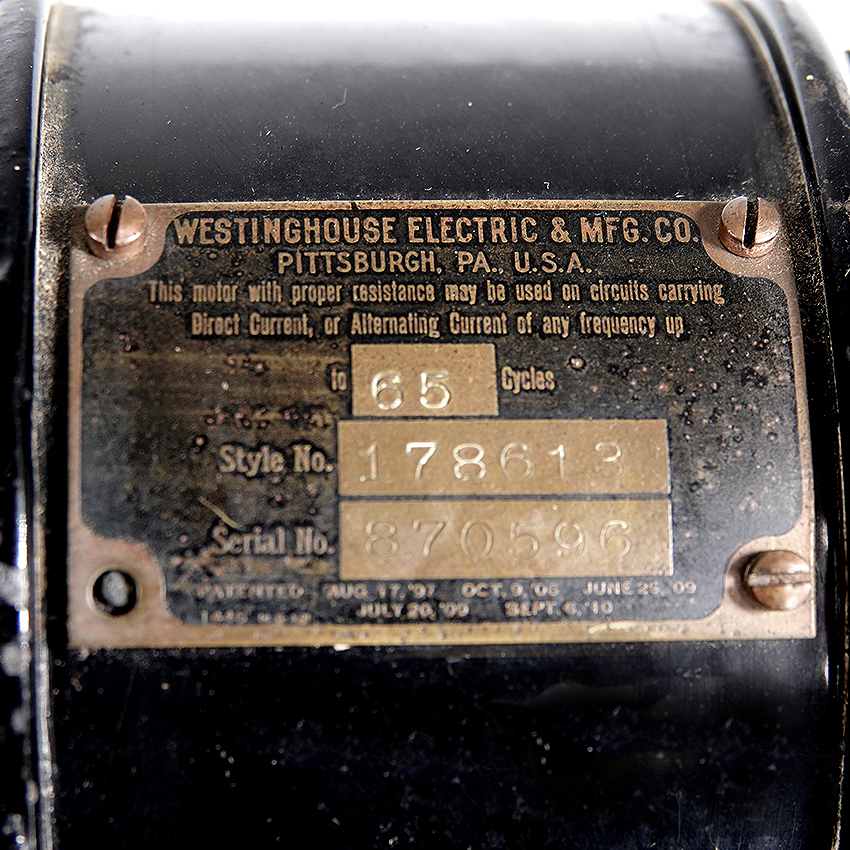 WESTINGHOUSE ELECTRIC & MFG. CO.
PITTSBURGH, PA., U.S.A.
This motor with proper resistance may be used on circuits carrying
Direct Current, or Alternating Current of any frequency up
to 65 Cycles
Style No. 178613
Serial No. 870596
PATENTED AUG. 17, '97 OCT. 9, '06 JUNE 29, '09
JULY 20, '09 SEPT. 6, '10